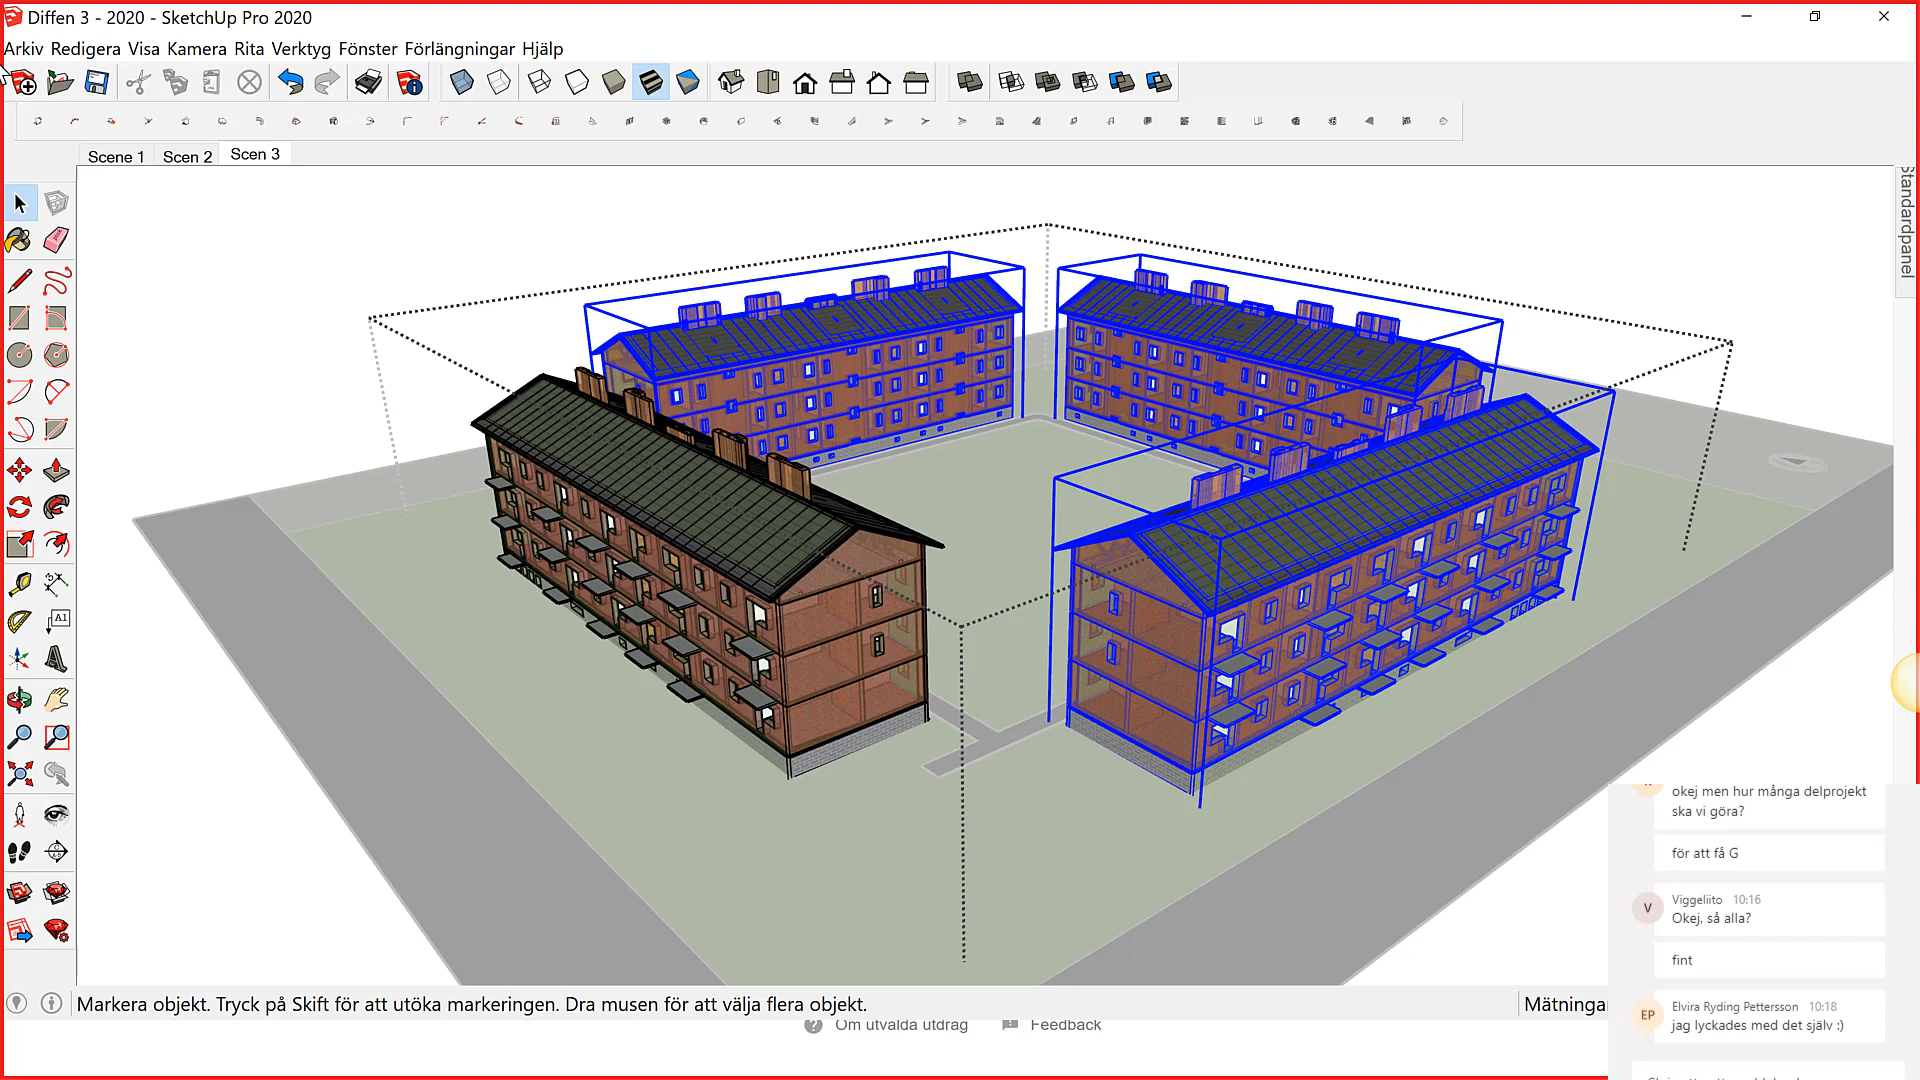 Diffen 3 - 2020 - SketchUp Pro 2020
Arkiv Redigera Visa Kamera Rita Verktyg Fönster Förlängningar Hjälp
Scene 1 Scen 2 Scen 3
Standardpanel
A1
okej men hur många delprojekt
ska vi göra?
för att få G
V
Viggeliito 10:16
Okej, så alla?
fint
EP
Elvira Ryding Pettersson 10:18
jag lyckades med det själv :)
Markera objekt. Tryck på Skift för att utöka markeringen. Dra musen för att välja flera objekt.
Mätningar
Om utvalda utdrag
Feedback